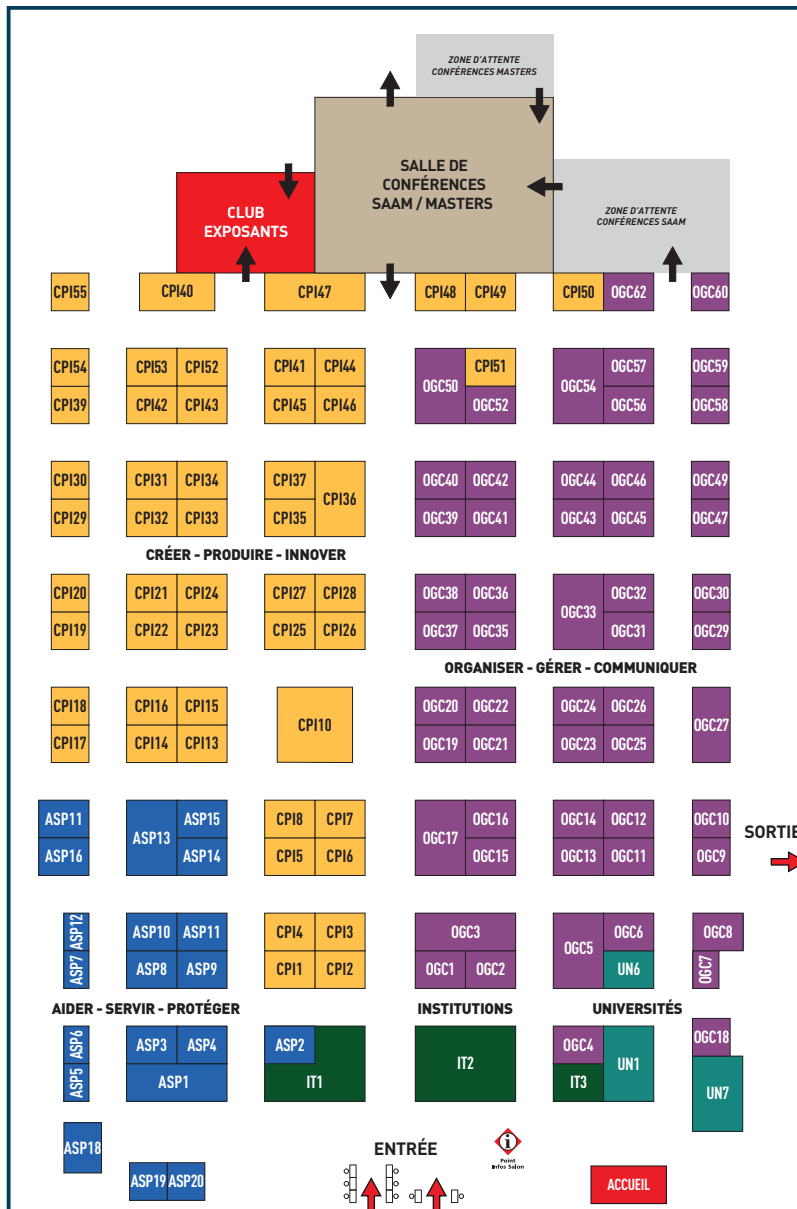 ZONE D'ATTENTE
CONFÉRENCES MASTERS
SALLE DE
CONFÉRENCES
SAAM / MASTERS
CLUB
EXPOSANTS
ZONE D'ATTENTE
CONFÉRENCES SAAM
CPI55 CPI40 CPI47 CPI48 CPI49 CPI50 OGC62 OGC60
CPI54 CPI53 CPI52 CPI41 CPI44 OGC50 CPI51 OGC54 OGC57 OGC59
CPI39 CPI42 CPI43 CPI45 CPI46 OGC52 OGC56 OGC58
CPI30 CPI31 CPI34 CPI37 CPI36 OGC40 OGC42 OGC44 OGC46 OGC49
CPI29 CPI32 CPI33 CPI35 OGC39 OGC41 OGC43 OGC45 OGC47
CRÉER - PRODUIRE - INNOVER
CPI20 CPI21 CPI24 CPI27 CPI28 OGC38 OGC36 OGC33 OGC32 OGC30
CPI19 CPI22 CPI23 CPI25 CPI26 OGC37 OGC35 OGC31 OGC29
ORGANISER - GÉRER - COMMUNIQUER
CPI18 CPI16 CPI15 CPI10 OGC20 OGC22 OGC24 OGC26 OGC27
CPI17 CPI14 CPI13 OGC19 OGC21 OGC23 OGC25
ASP11 ASP13 ASP15 CPI8 CPI7 OGC17 OGC16 OGC14 OGC12 OGC10 SORTIE
ASP16 ASP14 CPI5 CPI6 OGC15 OGC13 OGC11 OGC9
ASP12 ASP10 ASP11 CPI4 CPI3 OGC3 OGC5 OGC6 OGC8
ASP7 ASP8 ASP9 CPI1 CPI2 OGC1 OGC2 UN6 OGC7
AIDER - SERVIR - PROTÉGER INSTITUTIONS UNIVERSITÉS
ASP6 ASP3 ASP4 ASP2 IT2 OGC4 UN1 OGC18
ASP5 ASP1 IT1 IT3 UN7
ASP18
ENTRÉE
i
Point
Infos Salon
ASP19 ASP20 ACCUEIL